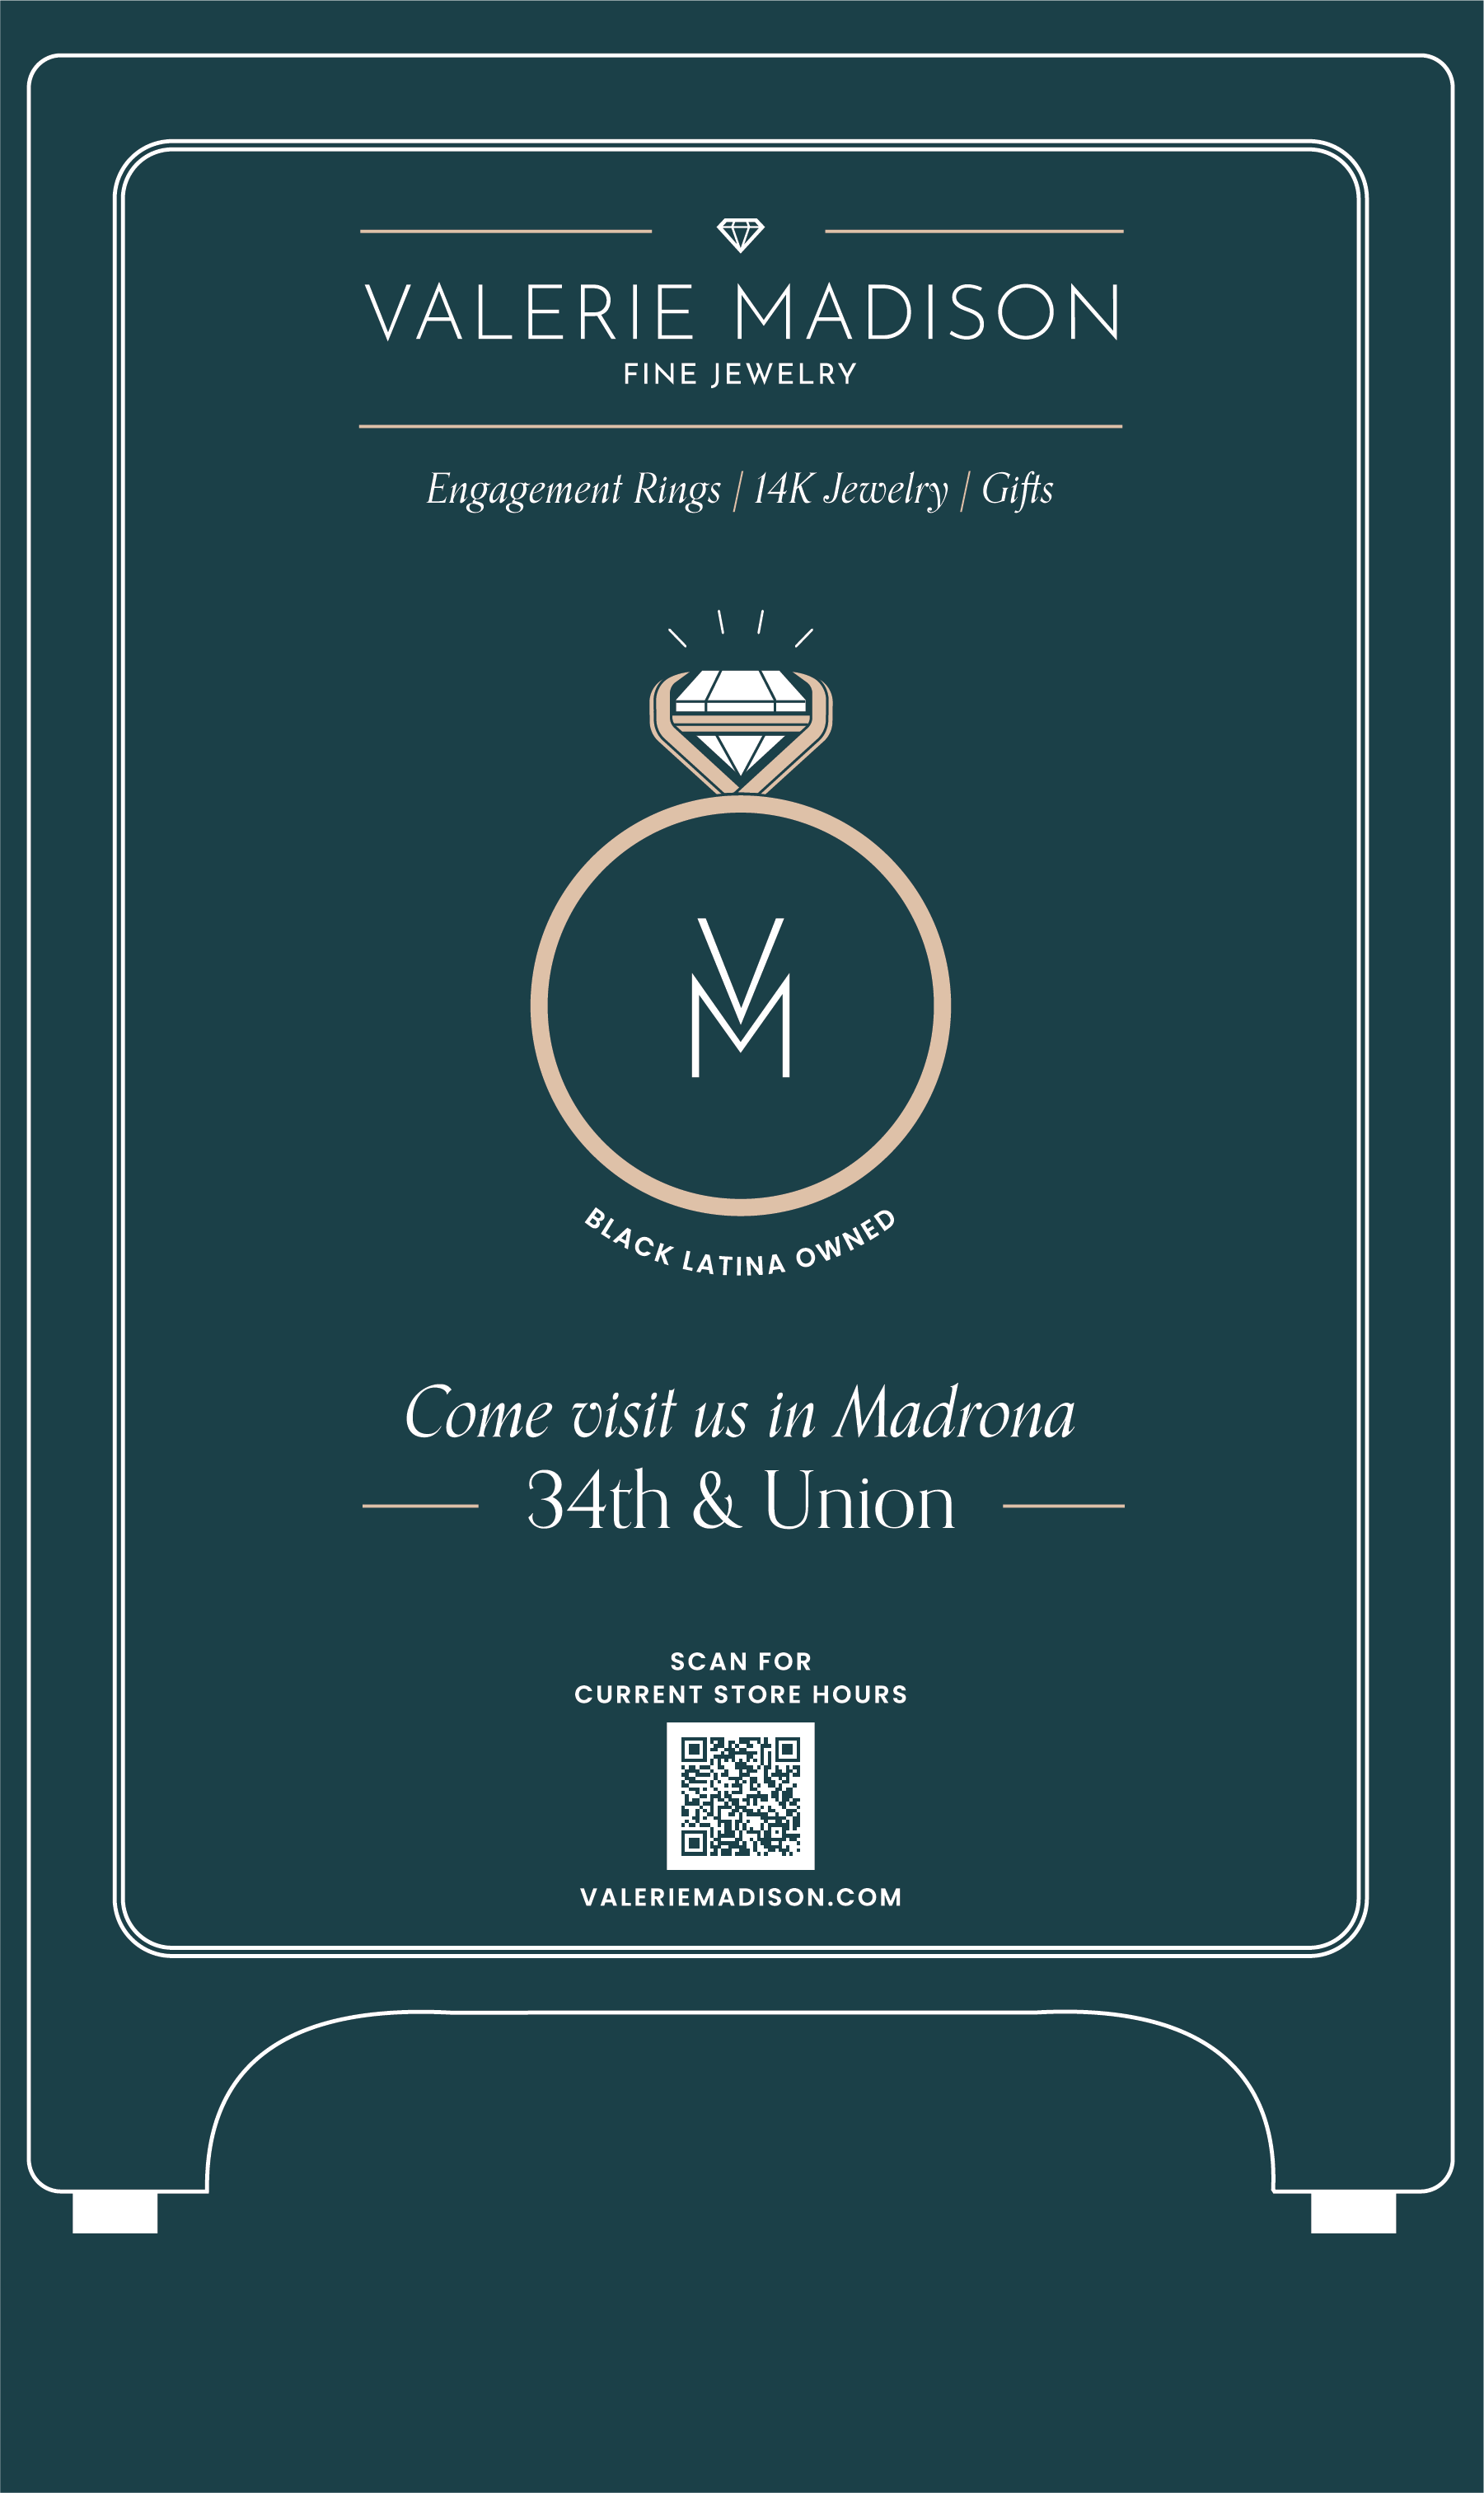 VALERIE MADISON
FINE JEWELRY
Engagement Rings | 14K Jewelry | Gifts
VM
BLACK LATINA OWNED
Come visit us in Madrona
34th & Union
SCAN FOR
CURRENT STORE HOURS
VALERIEMADISON.COM